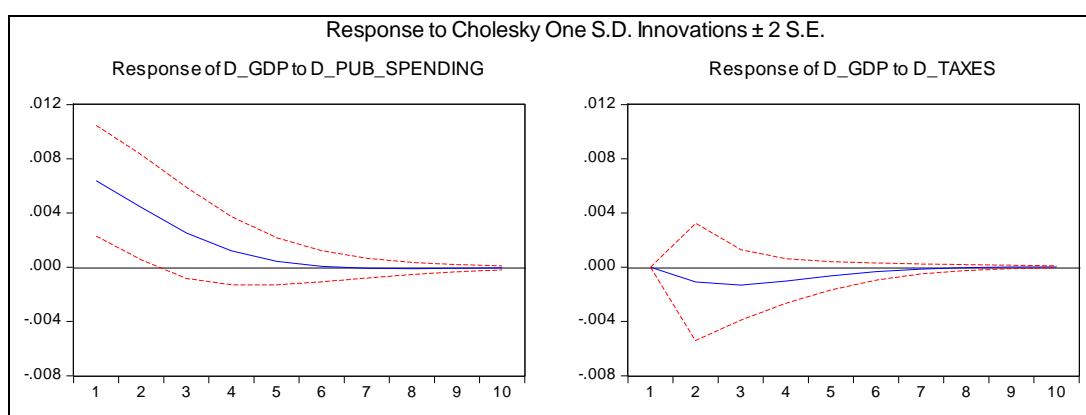 Response to Cholesky One S.D. Innovations ± 2 S.E.
Response of D_GDP to D_PUB_SPENDING
.012
.008
.004
.000
-.004
-.008
1 2 3 4 5 6 7 8 9 10
Response of D_GDP to D_TAXES
.012
.008
.004
.000
-.004
-.008
1 2 3 4 5 6 7 8 9 10